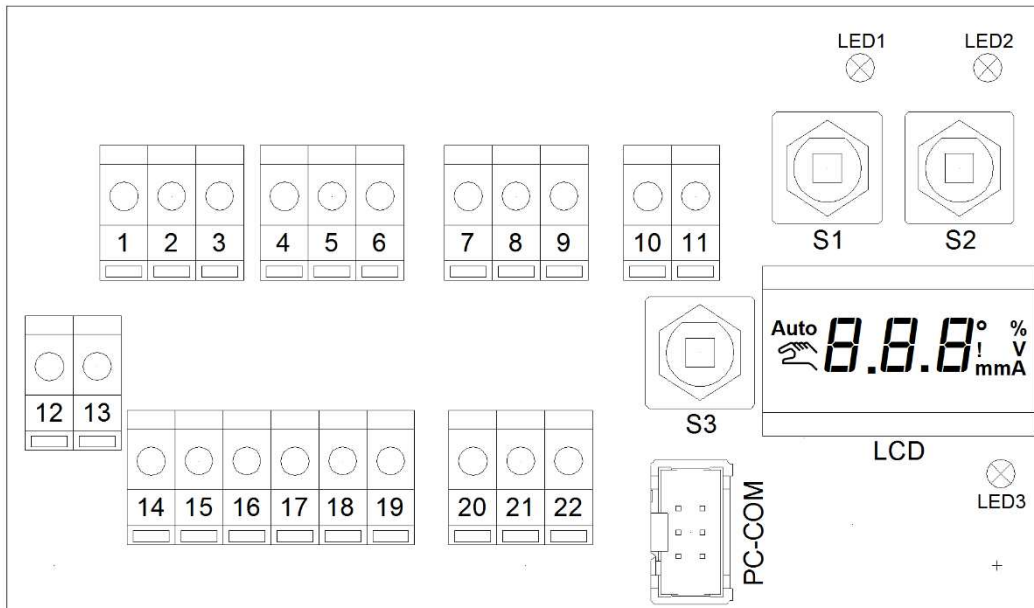 LED1 LED2
1 2 3 4 5 6 7 8 9 10 11
S1 S2
Auto 8.8.8 ° %
! V
mmA
12 13
S3
LCD
14 15 16 17 18 19 20 21 22
LED3
PC-COM